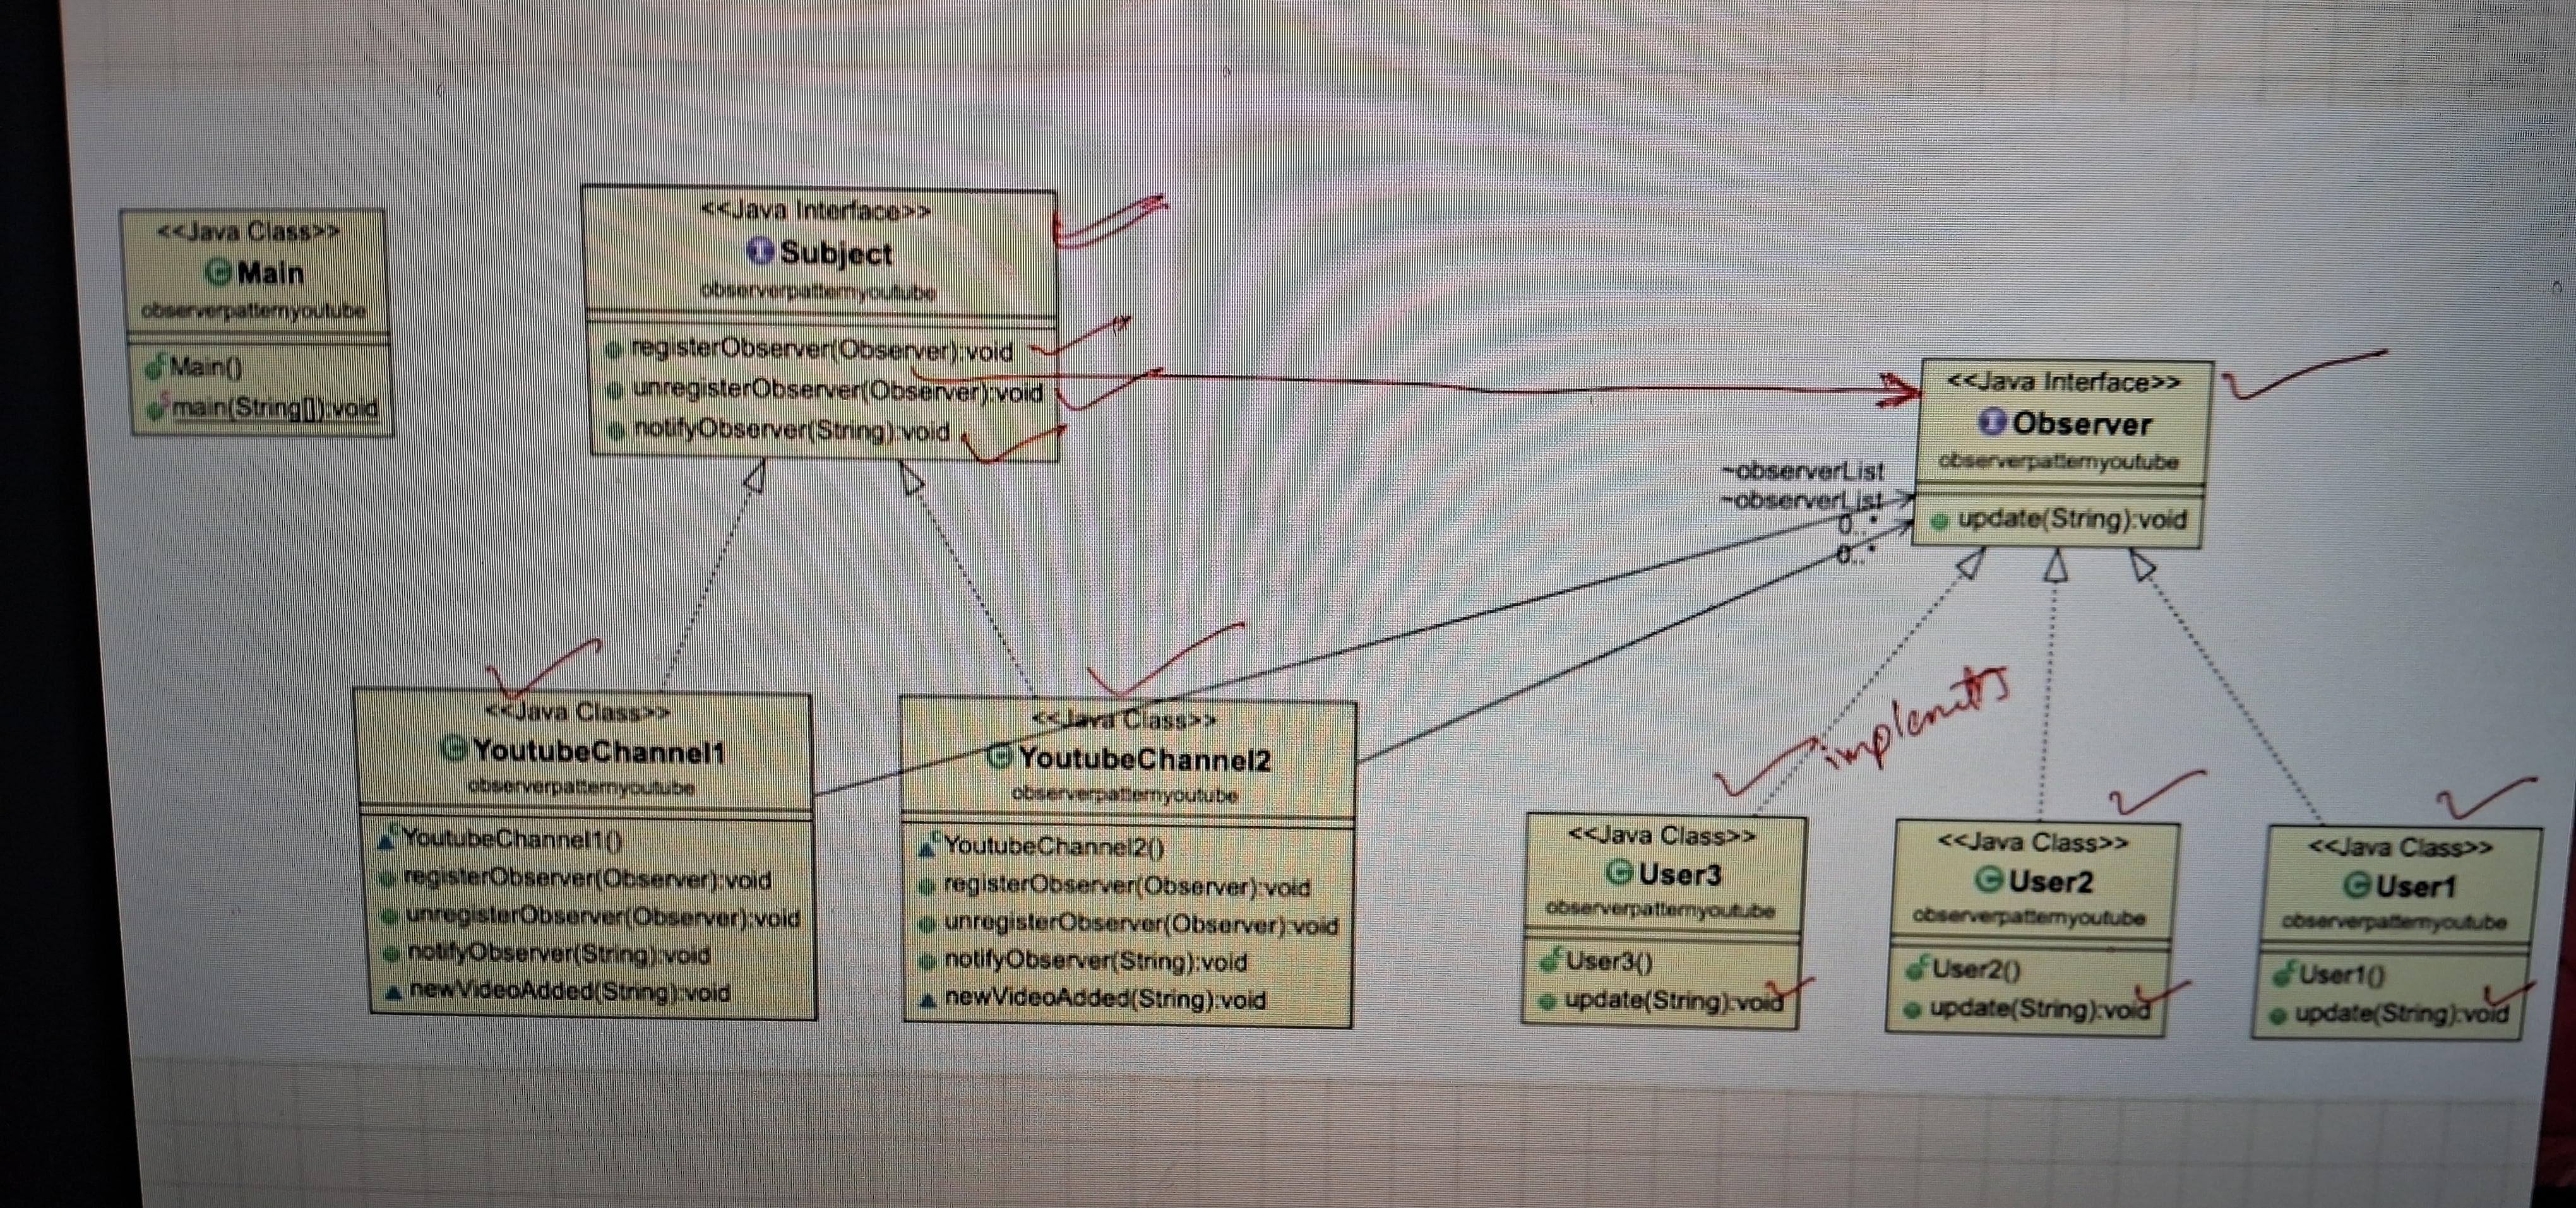 <<Java Class>>
Main
observerpatternyoutube
Main()
main(String[]):void
<<Java Interface>>
Subject
observerpatternyoutube
registerObserver(Observer):void
unregisterObserver(Observer):void
notifyObserver(String):void
<<Java Interface>>
Observer
observerpatternyoutube
update(String):void
~observerList
~observerList
0..*
0..*
<<Java Class>>
YoutubeChannel1
observerpatternyoutube
YoutubeChannel1()
registerObserver(Observer):void
unregisterObserver(Observer):void
notifyObserver(String):void
newVideoAdded(String):void
<<Java Class>>
YoutubeChannel2
observerpatternyoutube
YoutubeChannel2()
registerObserver(Observer):void
unregisterObserver(Observer):void
notifyObserver(String):void
newVideoAdded(String):void
implemets
<<Java Class>>
User3
observerpatternyoutube
User3()
update(String):void
<<Java Class>>
User2
observerpatternyoutube
User2()
update(String):void
<<Java Class>>
User1
observerpatternyoutube
User1()
update(String):void